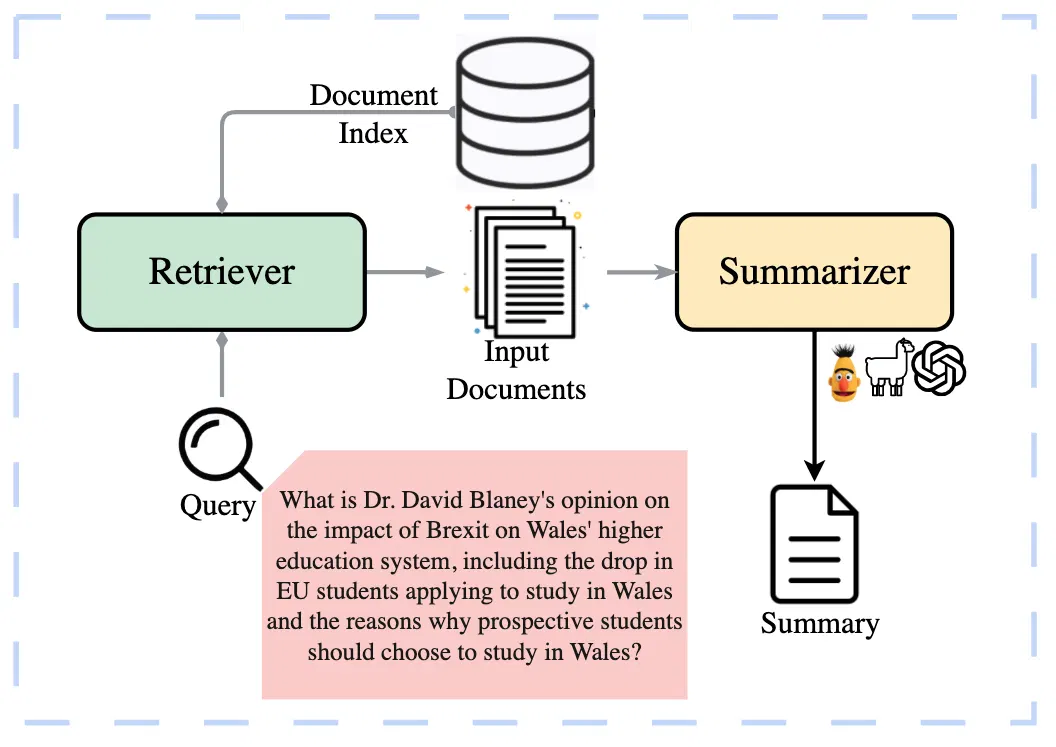 Document
Index
Retriever
Summarizer
Input
Documents
Query
What is Dr. David Blaney's opinion on
the impact of Brexit on Wales' higher
education system, including the drop in
EU students applying to study in Wales
and the reasons why prospective students
should choose to study in Wales?
Summary